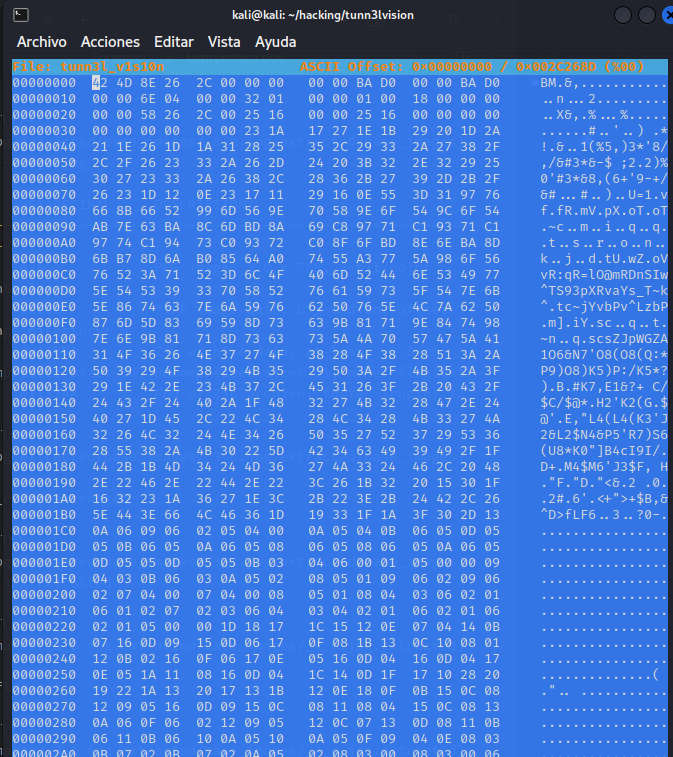 kali@kali: ~/hacking/tunn3lvision
Archivo Acciones Editar Vista Ayuda
File: tunn3l_v1s10n ASCII Offset: 0×00000000 / 0×002C268D (%00)
00000000 42 4D 8E 26 2C 00 00 00 00 00 BA D0 00 00 BA D0 BM.&,...........
00000010 00 00 6E 04 00 00 32 01 00 00 01 00 18 00 00 00 ..n...2.........
00000020 00 00 58 26 2C 00 25 16 00 00 25 16 00 00 00 00 ..X&,.%...%.....
00000030 00 00 00 00 00 00 23 1A 17 27 1E 1B 29 20 1D 2A ......#..'..) .*
00000040 21 1E 26 1D 1A 31 28 25 35 2C 29 33 2A 27 38 2F !.&..1(%5,)3*'8/
00000050 2C 2F 26 23 33 2A 26 2D 24 20 3B 32 2E 32 29 25 ,/&#3*&-$ ;2.2)%
00000060 30 27 23 33 2A 26 38 2C 28 36 2B 27 39 2D 2B 2F 0'#3*&8,(6+'9-+/
00000070 26 23 1D 12 0E 23 17 11 29 16 0E 55 3D 31 97 76 &#...#..)..U=1.v
00000080 66 8B 66 52 99 6D 56 9E 70 58 9E 6F 54 9C 6F 54 f.fR.mV.pX.oT.oT
00000090 AB 7E 63 BA 8C 6D BD 8A 69 C8 97 71 C1 93 71 C1 .~c..m..i..q..q.
000000A0 97 74 C1 94 73 C0 93 72 C0 8F 6F BD 8E 6E BA 8D .t..s..r..o..n..
000000B0 6B B7 8D 6A B0 85 64 A0 74 55 A3 77 5A 98 6F 56 k..j..d.tU.wZ.oV
000000C0 76 52 3A 71 52 3D 6C 4F 40 6D 52 44 6E 53 49 77 vR:qR=lO@mRDnSIw
000000D0 5E 54 53 39 33 70 58 52 76 61 59 73 5F 54 7E 6B ^TS93pXRvaYs_T~k
000000E0 5E 86 74 63 7E 6A 59 76 62 50 76 5E 4C 7A 62 50 ^.tc~jYvbPv^LzbP
000000F0 87 6D 5D 83 69 59 8D 73 63 9B 81 71 9E 84 74 98 .m].iY.sc..q..t.
00000100 7E 6E 9B 81 71 8D 73 63 73 5A 4A 70 57 47 5A 41 ~n..q.scsZJpWGZA
00000110 31 4F 36 26 4E 37 27 4F 38 28 4F 38 28 51 3A 2A 1O6&N7'O8(O8(Q:*
00000120 50 39 29 4F 38 29 4B 35 29 50 3A 2F 4B 35 2A 3F P9)O8)K5)P:/K5*?
00000130 29 1E 42 2E 23 4B 37 2C 45 31 26 3F 2B 20 43 2F ).B.#K7,E1&?+ C/
00000140 24 43 2F 24 40 2A 1F 48 32 27 4B 32 28 47 2E 24 $C/$@*.H2'K2(G.$
00000150 40 27 1D 45 2C 22 4C 34 28 4C 34 28 4B 33 27 4A @'.E,"L4(L4(K3'J
00000160 32 26 4C 32 24 4E 34 26 50 35 27 52 37 29 53 36 2&L2$N4&P5'R7)S6
00000170 28 55 38 2A 4B 30 22 5D 42 34 63 49 39 49 2F 1F (U8*K0"]B4cI9I/.
00000180 44 2B 1B 4D 34 24 4D 36 27 4A 33 24 46 2C 20 48 D+.M4$M6'J3$F, H
00000190 2E 22 46 2E 22 44 2E 22 3C 26 1B 32 20 15 30 1F ."F."D."<&.2 .0.
000001A0 16 32 23 1A 36 27 1E 3C 2B 22 3E 2B 24 42 2C 26 .2#.6'.<+">+$B,&
000001B0 5E 44 3E 66 4C 46 36 1D 19 33 1F 1A 3F 30 2D 13 ^D>fLF6..3..?0-.
000001C0 0A 06 09 06 02 05 04 00 0A 05 04 0B 06 05 0D 05 ................
000001D0 05 0B 06 05 0A 06 05 08 06 08 06 05 0A 06 05 ................
000001E0 0D 05 05 0D 05 05 0B 03 04 06 00 01 05 00 00 09 ................
000001F0 04 03 0B 06 03 0A 05 02 08 05 01 09 06 02 09 06 ................
00000200 02 07 04 00 07 04 00 08 05 01 08 04 03 06 02 01 ................
00000210 06 01 02 07 02 03 06 04 03 04 02 01 06 02 01 06 ................
00000220 02 01 05 00 00 1D 18 17 1C 15 12 0E 07 04 14 0B ................
00000230 07 16 0D 09 15 0D 06 17 0F 08 1B 13 0C 10 08 01 ................
00000240 12 0B 02 16 0F 06 17 0E 05 16 0D 04 16 0D 04 17 ................
00000250 0E 05 1A 11 08 16 0D 04 1C 14 0D 1F 17 10 28 20 ..............(
00000260 19 22 1A 13 20 17 13 1B 12 0E 18 0F 0B 15 0C 08 .".. ...........
00000270 12 09 05 16 0D 09 15 0C 08 11 08 04 15 0C 08 13 ................
00000280 0A 06 0F 06 02 12 09 05 12 0C 07 13 0D 08 11 0B ................
00000290 06 11 0B 06 10 0A 05 10 0A 05 0F 09 04 0E 08 03 ................
000002A0 0B 07 02 0B 07 02 0A 05 02 08 03 00 08 03 00 06